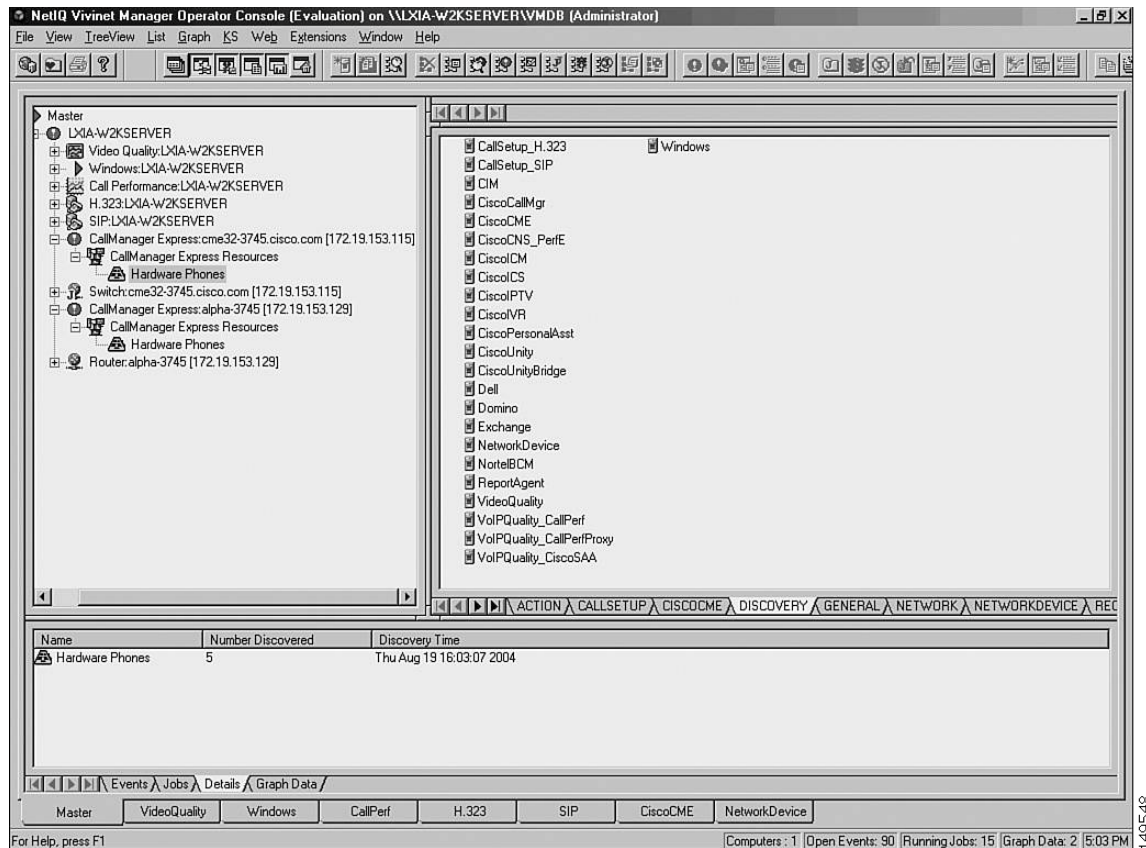 NetIQ Vivinet Manager Operator Console (Evaluation) on \\LXIA-W2KSERVER\VMDB (Administrator)
File View TreeView List Graph KS Web Extensions Window Help
Master
LXIA-W2KSERVER
Video Quality:LXIA-W2KSERVER
Windows:LXIA-W2KSERVER
Call Performance:LXIA-W2KSERVER
H.323:LXIA-W2KSERVER
SIP:LXIA-W2KSERVER
CallManager Express:cme32-3745.cisco.com [172.19.153.115]
CallManager Express Resources
Hardware Phones
Switch:cme32-3745.cisco.com [172.19.153.115]
CallManager Express:alpha-3745 [172.19.153.129]
CallManager Express Resources
Hardware Phones
Router:alpha-3745 [172.19.153.129]
CallSetup_H.323
CallSetup_SIP
CIM
CiscoCallMgr
CiscoCME
CiscoCNS_PerfE
CiscoICM
CiscoICS
CiscoIPTV
CiscoIVR
CiscoPersonalAsst
CiscoUnity
CiscoUnityBridge
Dell
Domino
Exchange
NetworkDevice
NortelBCM
ReportAgent
VideoQuality
VoIPQuality_CallPerf
VoIPQuality_CallPerfProxy
VoIPQuality_CiscoSAA
Windows
ACTION CALLSETUP CISCOCME DISCOVERY GENERAL NETWORK NETWORKDEVICE REC
Name Number Discovered Discovery Time
Hardware Phones 5 Thu Aug 19 16:03:07 2004
Events Jobs Details Graph Data
Master VideoQuality Windows CallPerf H.323 SIP CiscoCME NetworkDevice
For Help, press F1 Computers : 1 Open Events: 90 Running Jobs: 15 Graph Data: 2 5:03 PM
149548